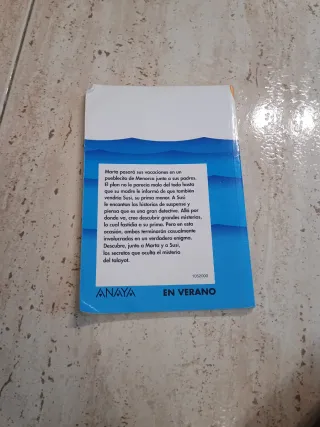 Marta pasará sus vacaciones en un
pueblecito de Menorca junto a sus padres.
El plan no le parecía malo del todo hasta
que su madre le informó de que también
vendría Susi, su prima menor. A Susi
le encantan las historias de suspense y
piensa que es una gran detective. Allá por
donde va, cree descubrir grandes misterios,
lo cual fastidia a su prima. Pero en esta
ocasión, ambas terminarán casualmente
involucradas en un verdadero enigma.
Descubre, junto a Marta y a Susi,
los secretos que oculta el misterio
del talayot.
1052000
ANAYA EN VERANO